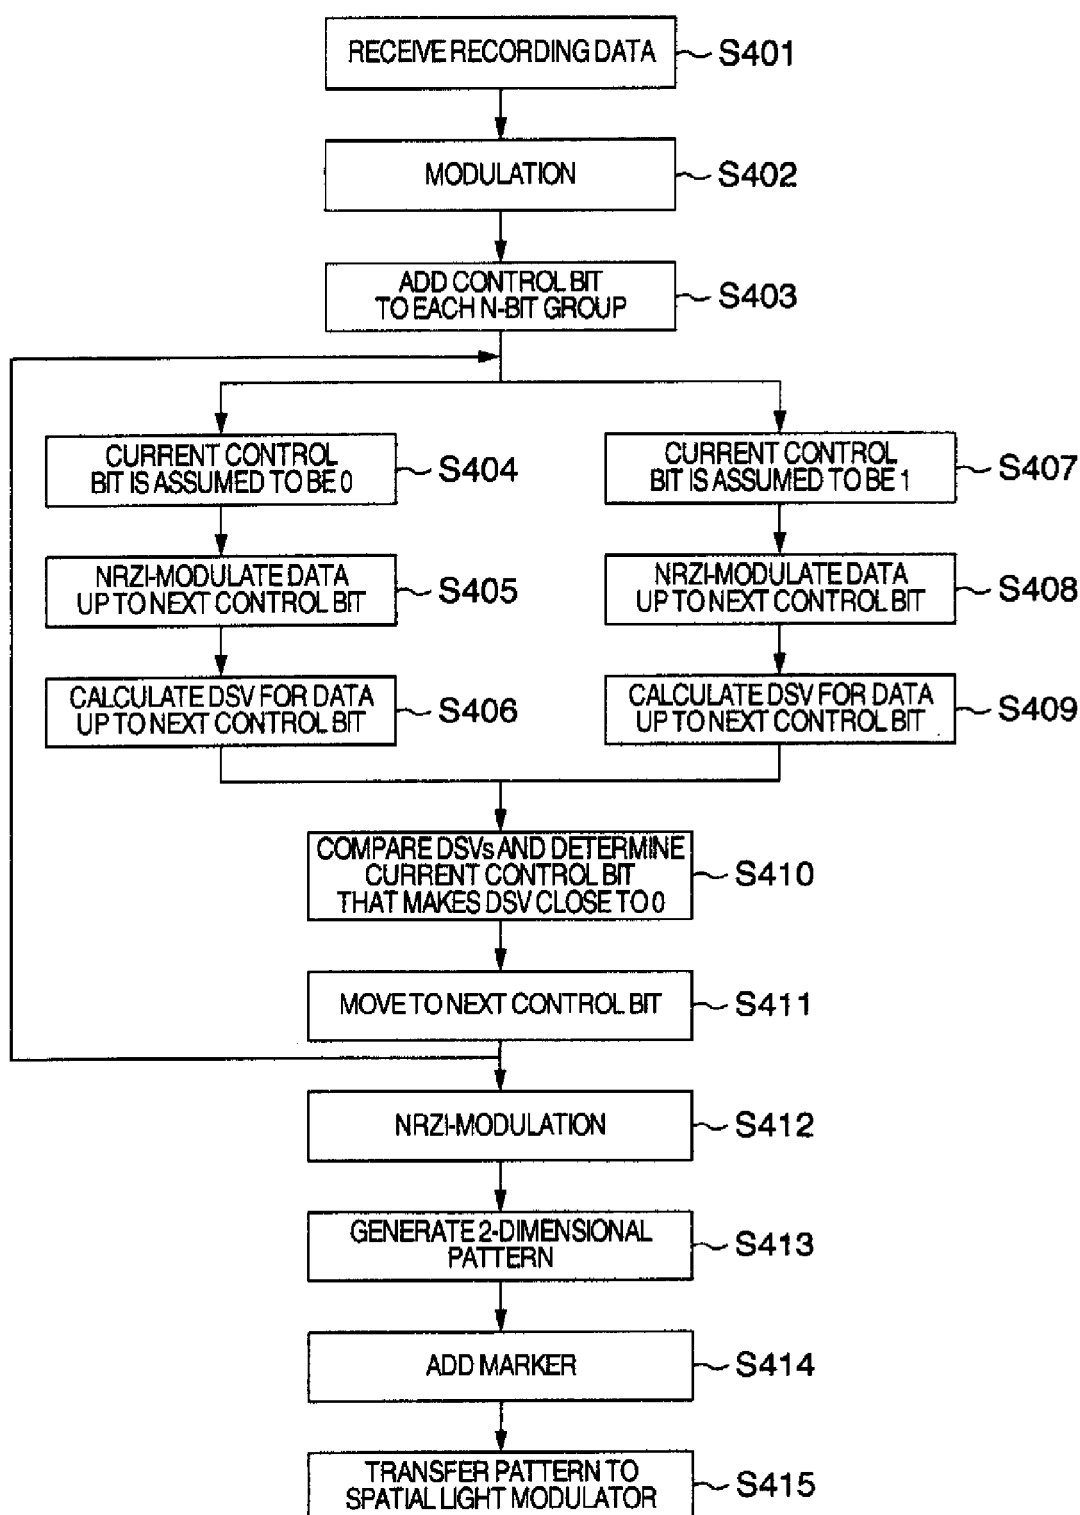 RECEIVE RECORDING DATA
S401
MODULATION
S402
ADD CONTROL BIT
TO EACH N-BIT GROUP
S403
CURRENT CONTROL
BIT IS ASSUMED TO BE 0
S404
NRZI-MODULATE DATA
UP TO NEXT CONTROL BIT
S405
CALCULATE DSV FOR DATA
UP TO NEXT CONTROL BIT
S406
CURRENT CONTROL
BIT IS ASSUMED TO BE 1
S407
NRZI-MODULATE DATA
UP TO NEXT CONTROL BIT
S408
CALCULATE DSV FOR DATA
UP TO NEXT CONTROL BIT
S409
COMPARE DSVs AND DETERMINE
CURRENT CONTROL BIT
THAT MAKES DSV CLOSE TO 0
S410
MOVE TO NEXT CONTROL BIT
S411
NRZI-MODULATION
S412
GENERATE 2-DIMENSIONAL
PATTERN
S413
ADD MARKER
S414
TRANSFER PATTERN TO
SPATIAL LIGHT MODULATOR
S415